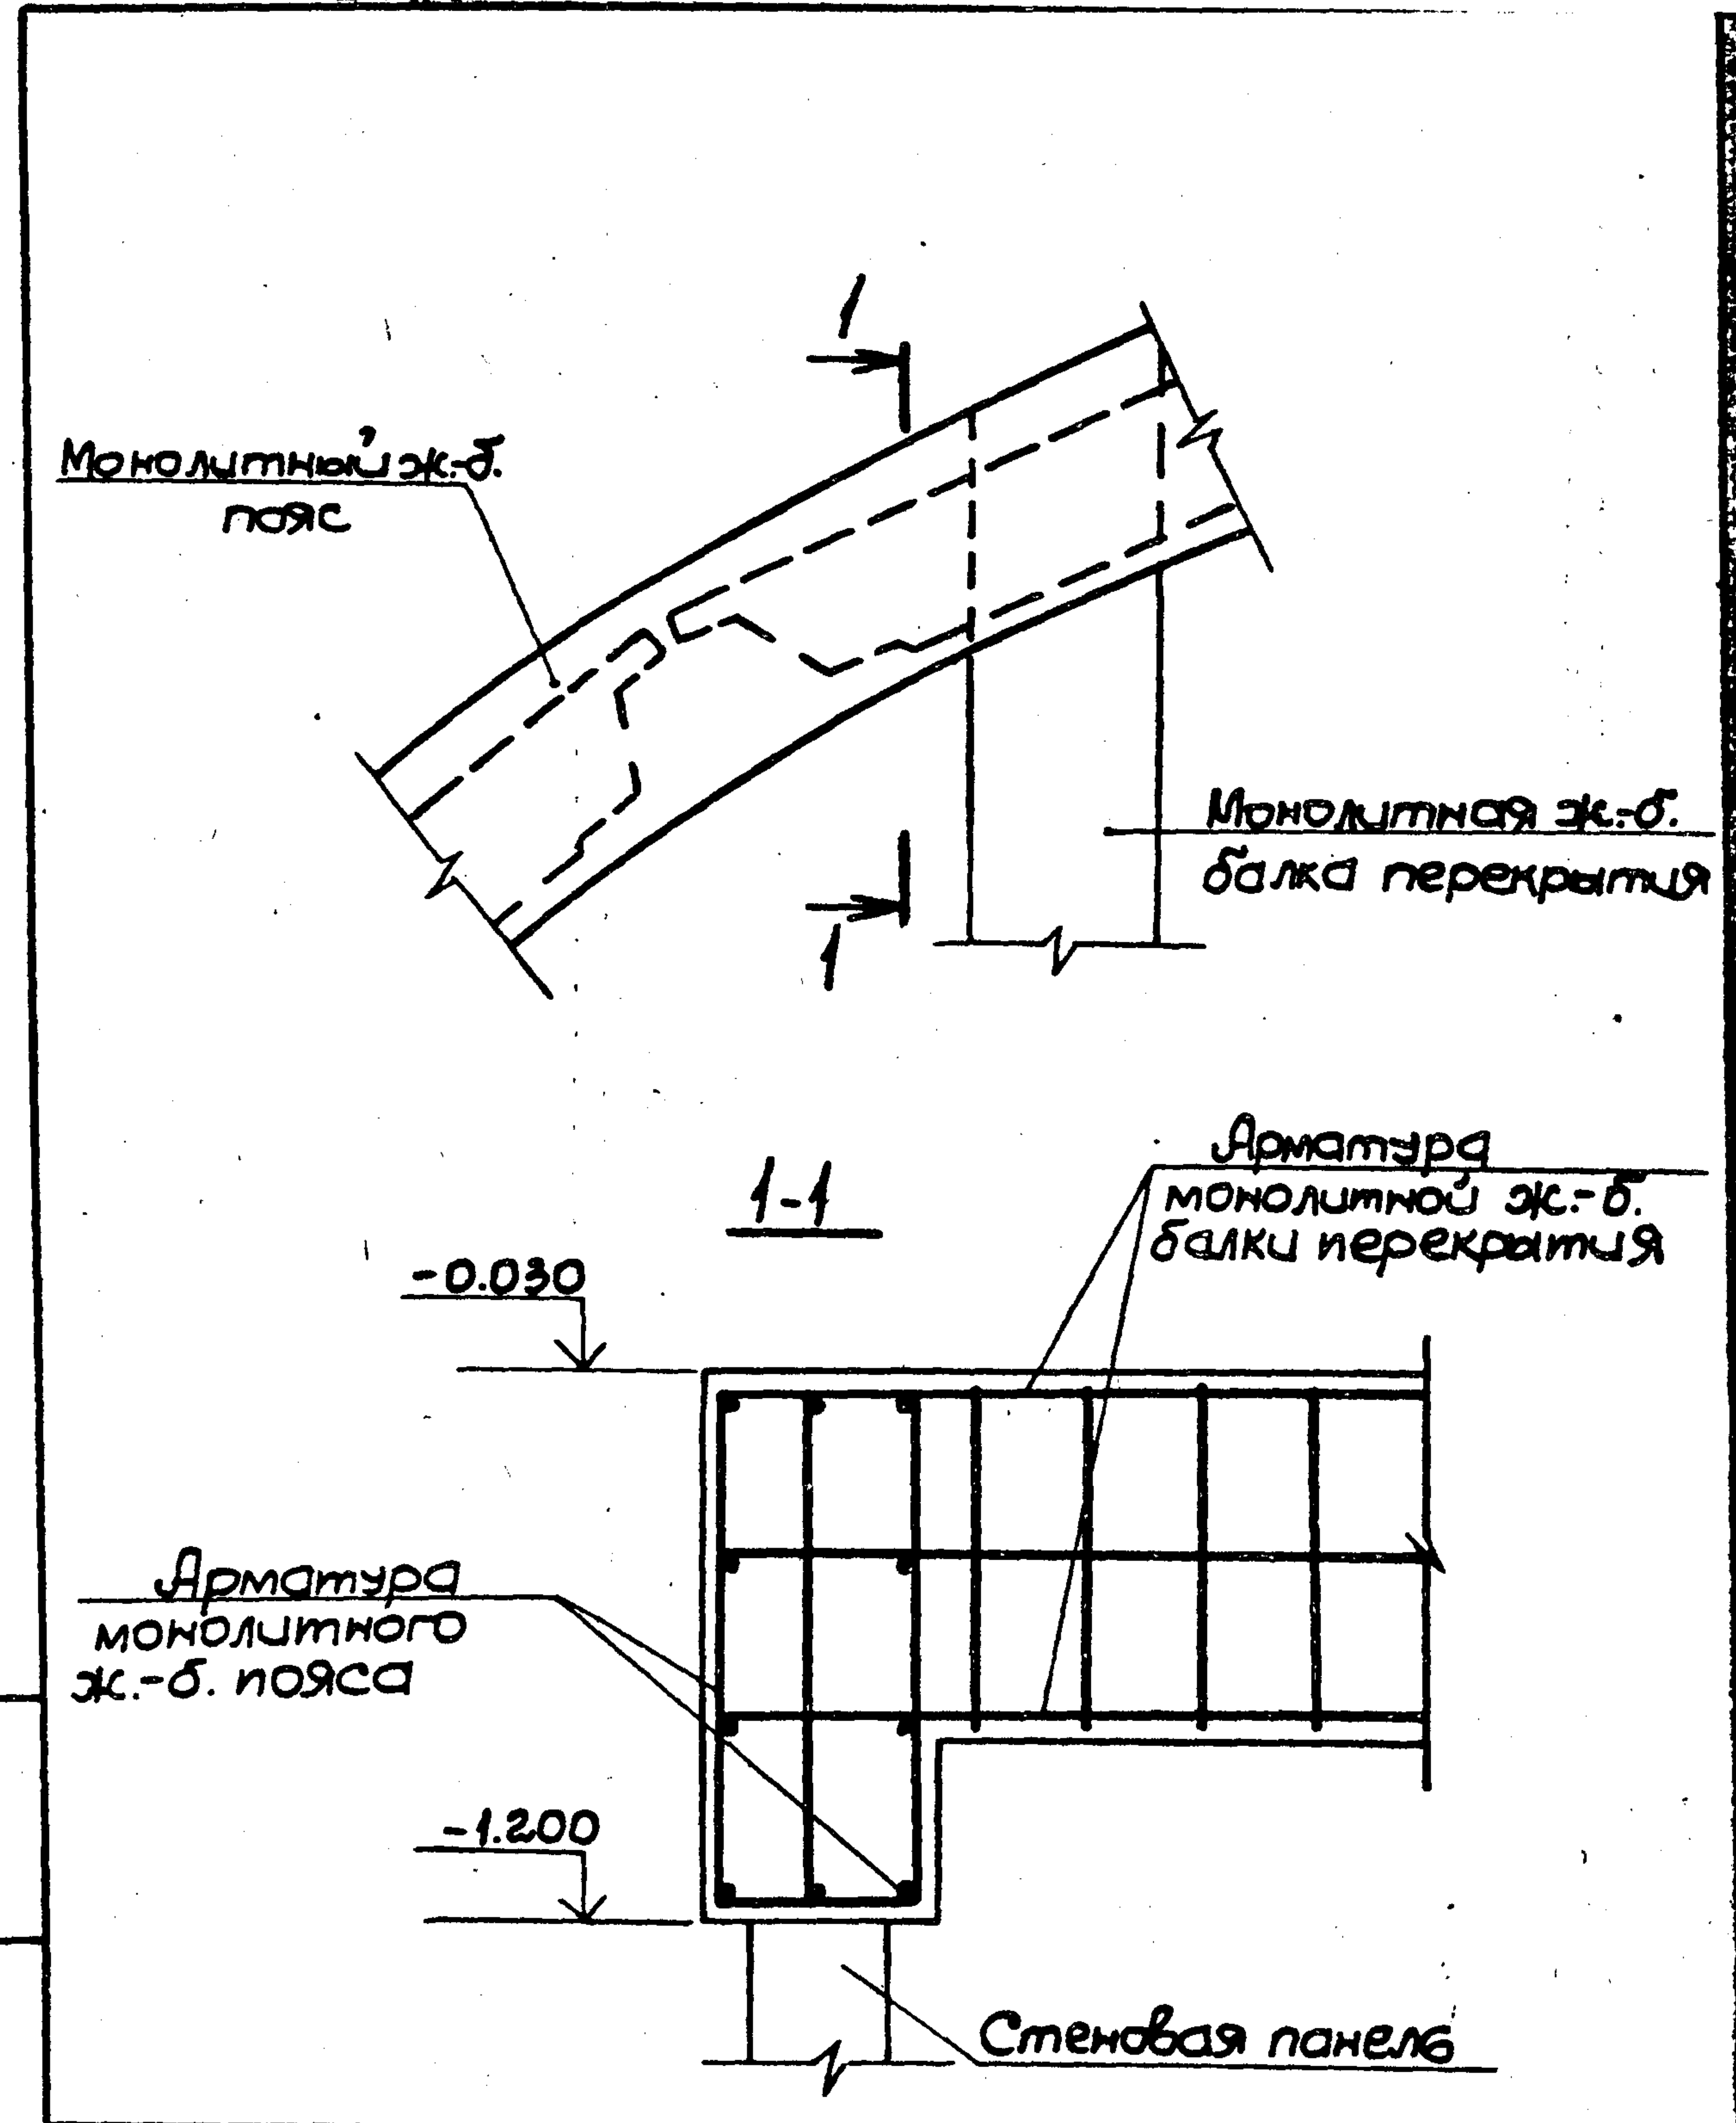 1
Монолитный ж.-б.
пояс
Монолитная ж.-б.
балка перекрытия
1
1-1
Арматура
монолитной ж.-б.
балки перекрытия
-0.030
Арматура
монолитного
ж.-б. пояса
-1.200
Стеновая панель